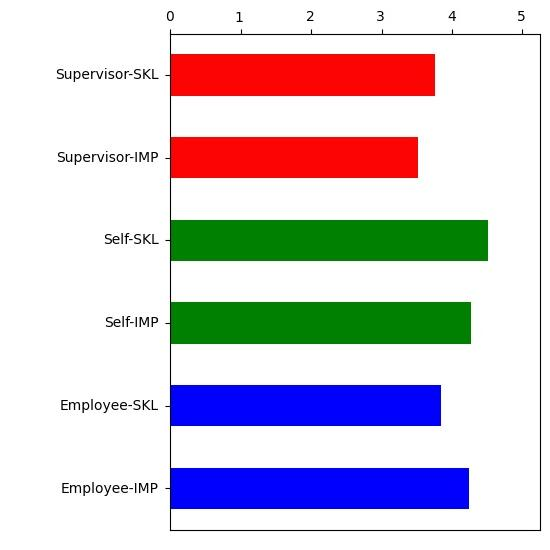 0 1 2 3 4 5
Supervisor-SKL
Supervisor-IMP
Self-SKL
Self-IMP
Employee-SKL
Employee-IMP